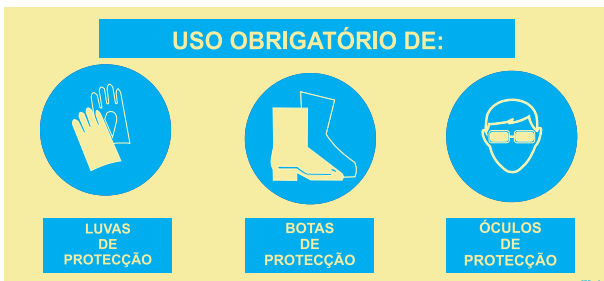 USO OBRIGATÓRIO DE:
LUVAS
DE
PROTECÇÃO
BOTAS
DE
PROTECÇÃO
ÓCULOS
DE
PROTECÇÃO